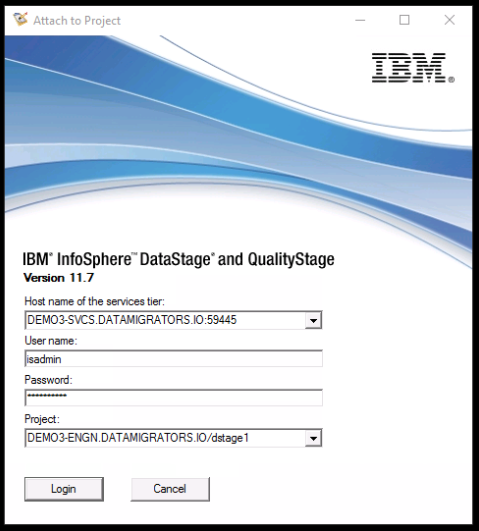 Attach to Project
IBM®
IBM® InfoSphere™ DataStage® and QualityStage
Version 11.7
Host name of the services tier:
DEMO3-SVCS.DATAMIGRATORS.IO:59445
User name:
isadmin
Password:
**********
Project:
DEMO3-ENGN.DATAMIGRATORS.IO/dstage1
Login
Cancel